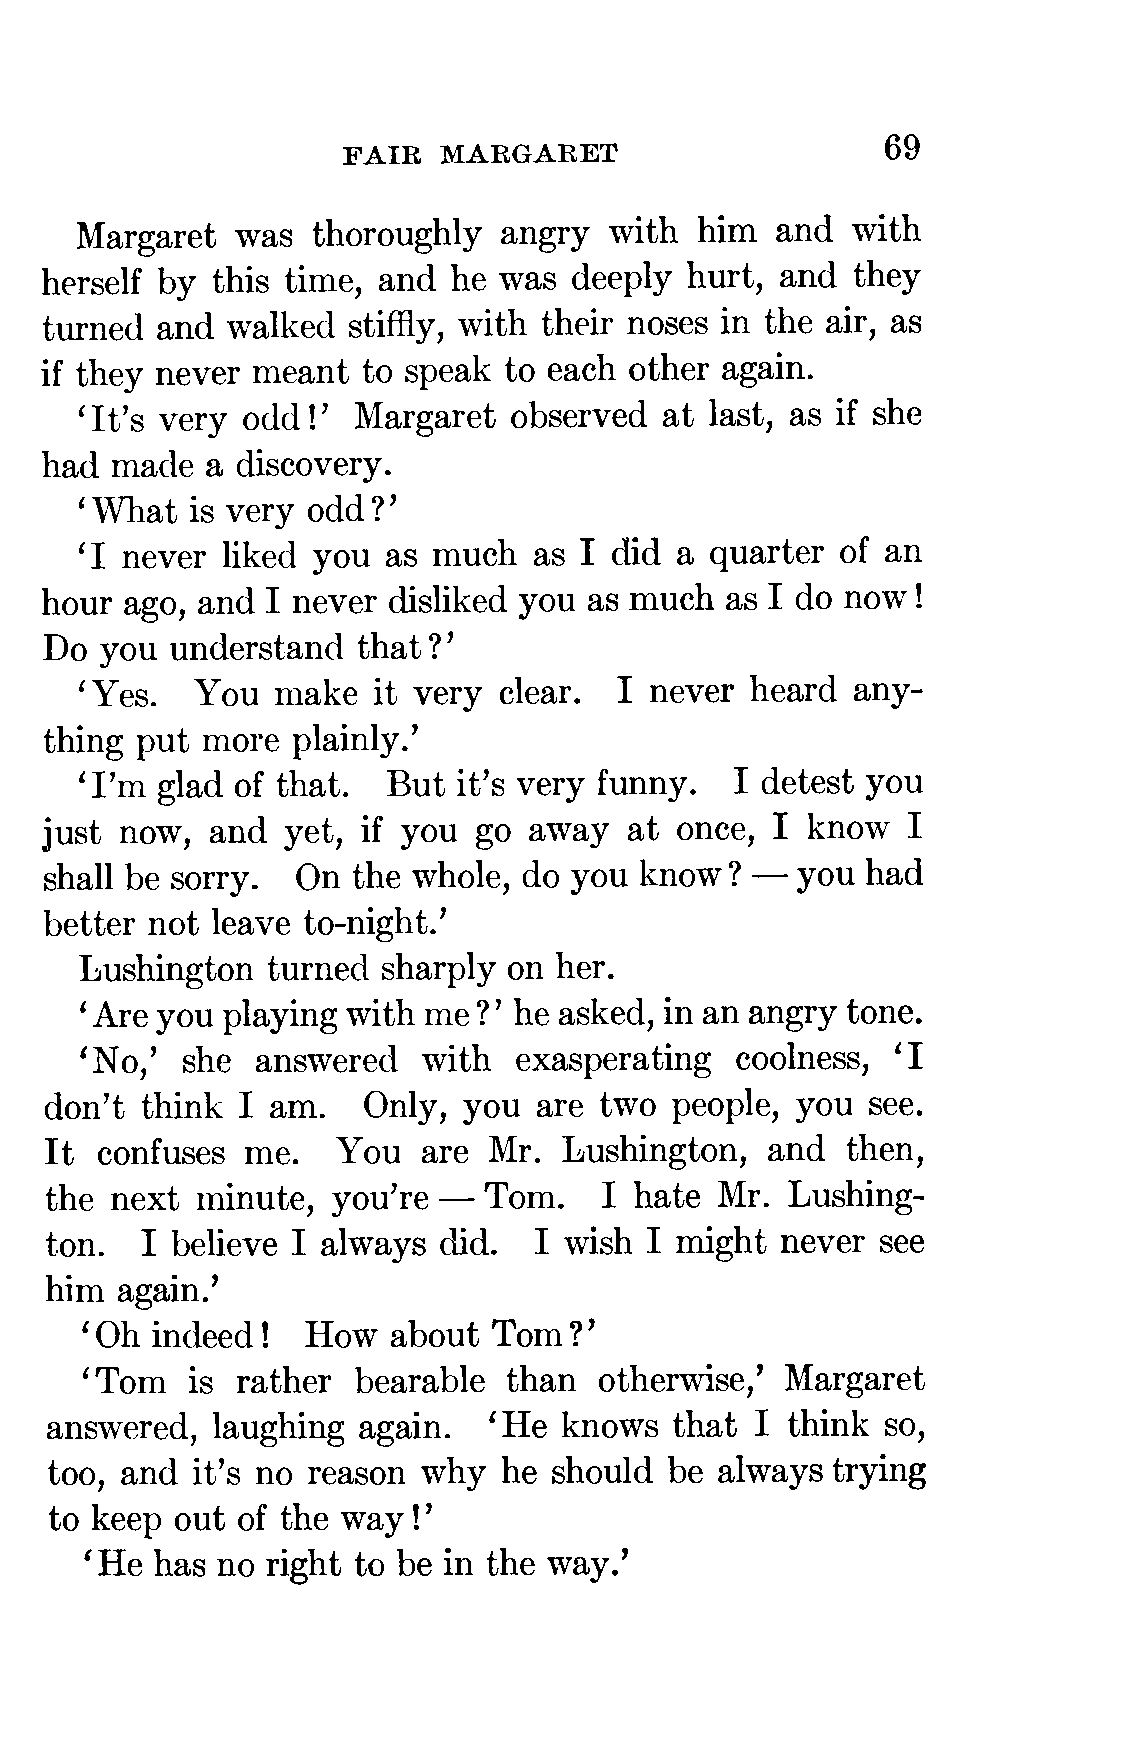 FAIR MARGARET 69
Margaret was thoroughly angry with him and with
herself by this time, and he was deeply hurt, and they
turned and walked stiffly, with their noses in the air, as
if they never meant to speak to each other again.
‘It’s very odd!’ Margaret observed at last, as if she
had made a discovery.
‘What is very odd?’
‘I never liked you as much as I did a quarter of an
hour ago, and I never disliked you as much as I do now!
Do you understand that?’
‘Yes. You make it very clear. I never heard any-
thing put more plainly.’
‘I’m glad of that. But it’s very funny. I detest you
just now, and yet, if you go away at once, I know I
shall be sorry. On the whole, do you know? — you had
better not leave to-night.’
Lushington turned sharply on her.
‘Are you playing with me?’ he asked, in an angry tone.
‘No,’ she answered with exasperating coolness, ‘I
don’t think I am. Only, you are two people, you see.
It confuses me. You are Mr. Lushington, and then,
the next minute, you’re — Tom. I hate Mr. Lushing-
ton. I believe I always did. I wish I might never see
him again.’
‘Oh indeed! How about Tom?’
‘Tom is rather bearable than otherwise,’ Margaret
answered, laughing again. ‘He knows that I think so,
too, and it’s no reason why he should be always trying
to keep out of the way!’
‘He has no right to be in the way.’